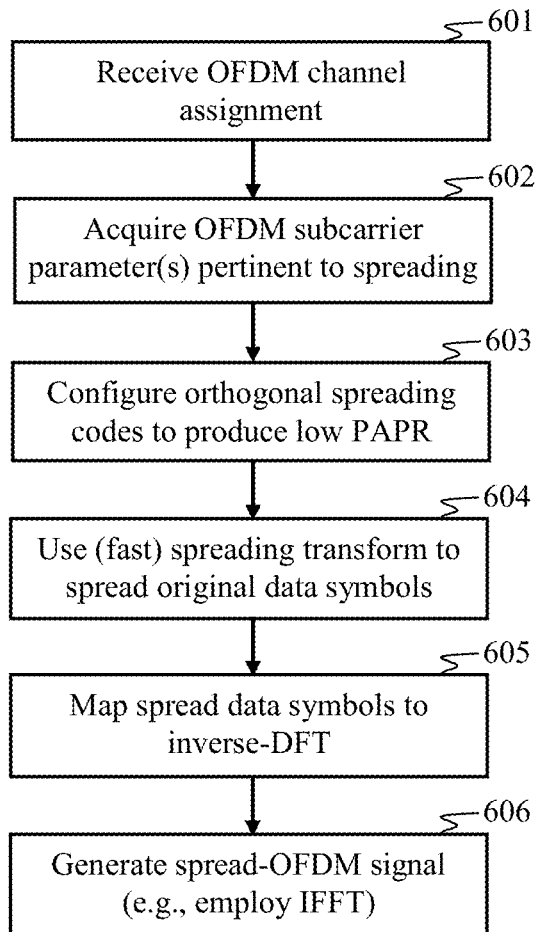 601
Receive OFDM channel
assignment
602
Acquire OFDM subcarrier
parameter(s) pertinent to spreading
603
Configure orthogonal spreading
codes to produce low PAPR
604
Use (fast) spreading transform to
spread original data symbols
605
Map spread data symbols to
inverse-DFT
606
Generate spread-OFDM signal
(e.g., employ IFFT)